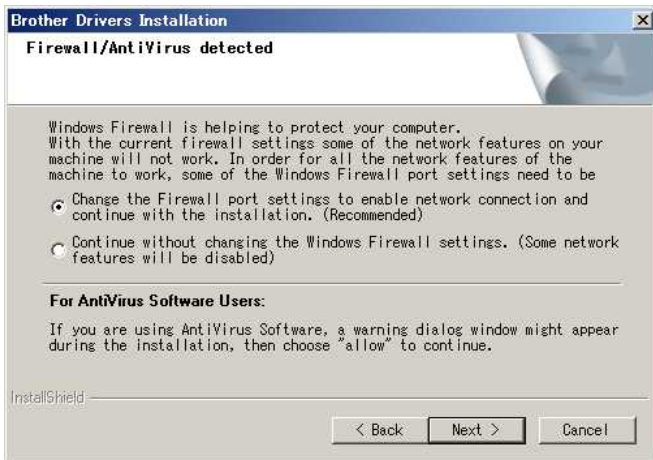 Brother Drivers Installation
Firewall/AntiVirus detected
Windows Firewall is helping to protect your computer.
With the current firewall settings some of the network features on your
machine will not work. In order for all the network features of the
machine to work, some of the Windows Firewall port settings need to be
Change the Firewall port settings to enable network connection and
continue with the installation. (Recommended)
Continue without changing the Windows Firewall settings. (Some network
features will be disabled)
For AntiVirus Software Users:
If you are using AntiVirus Software, a warning dialog window might appear
during the installation, then choose "allow" to continue.
InstallShield
< Back Next > Cancel